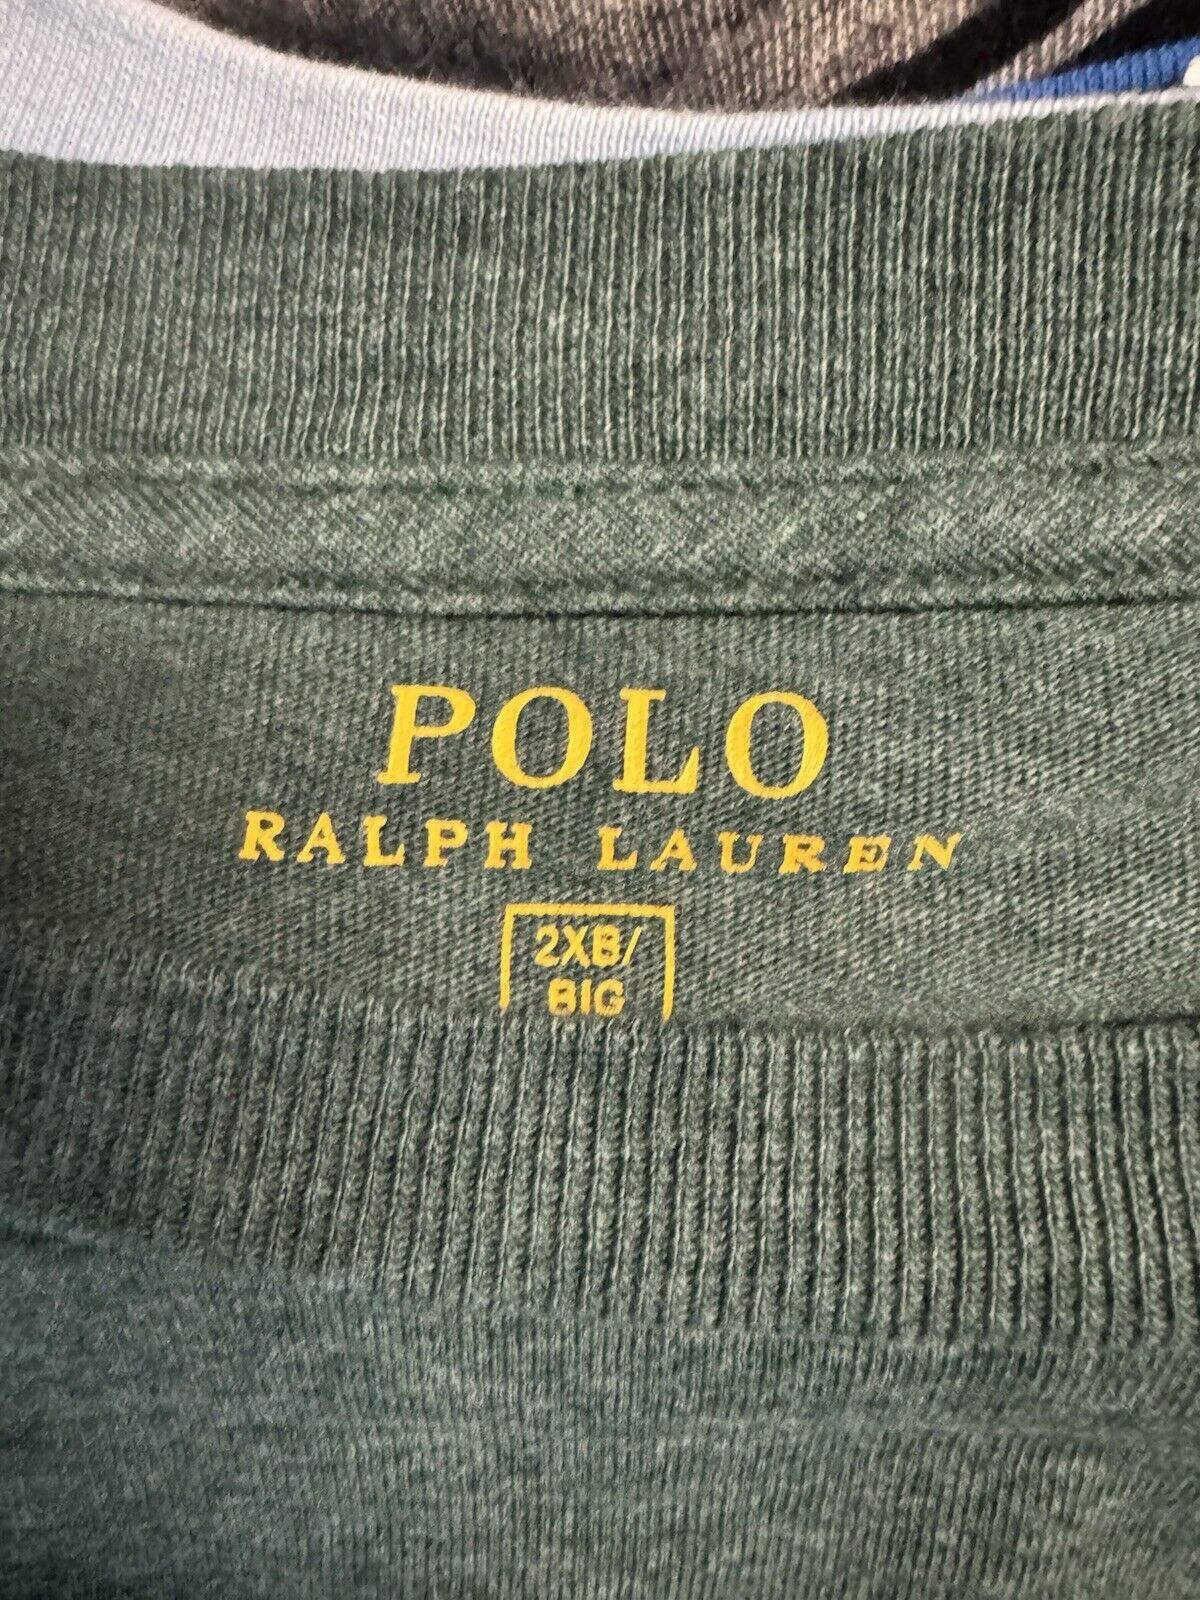 POLO
RALPH LAUREN
2XB/
BIG